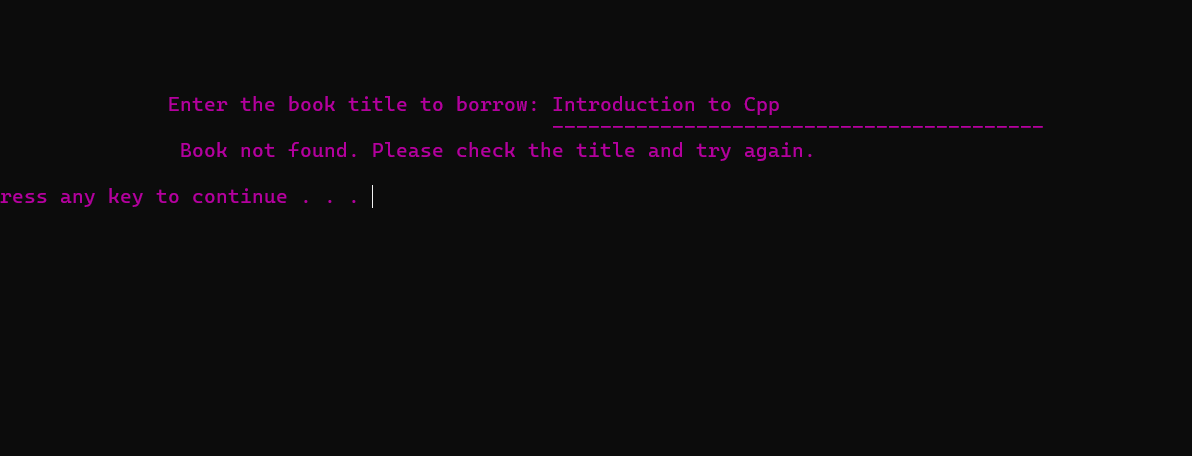 Enter the book title to borrow: Introduction to Cpp
_________________________________________
Book not found. Please check the title and try again.
ress any key to continue . . .